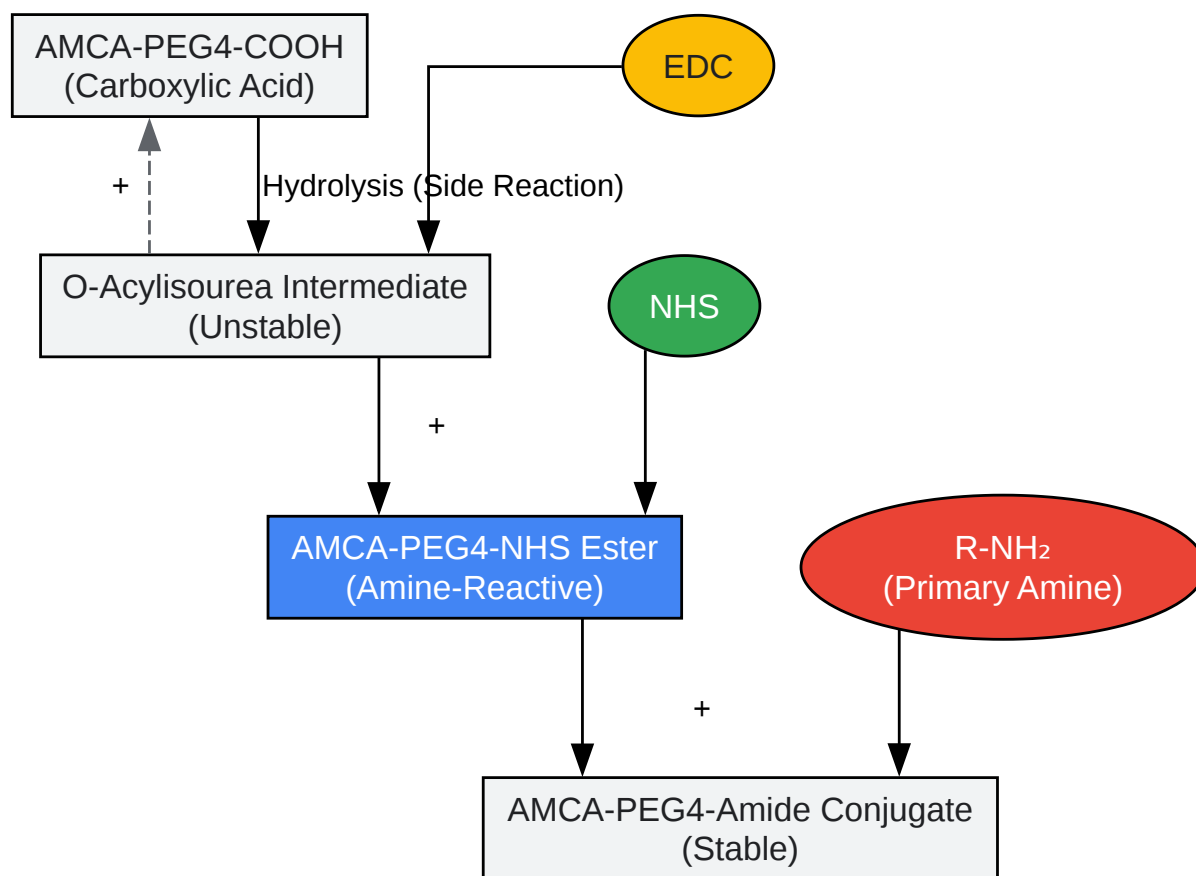 AMCA-PEG4-COOH
(Carboxylic Acid)
EDC
+
Hydrolysis (Side Reaction)
O-Acylisourea Intermediate
(Unstable)
NHS
+
AMCA-PEG4-NHS Ester
(Amine-Reactive)
R-NH₂
(Primary Amine)
+
AMCA-PEG4-Amide Conjugate
(Stable)